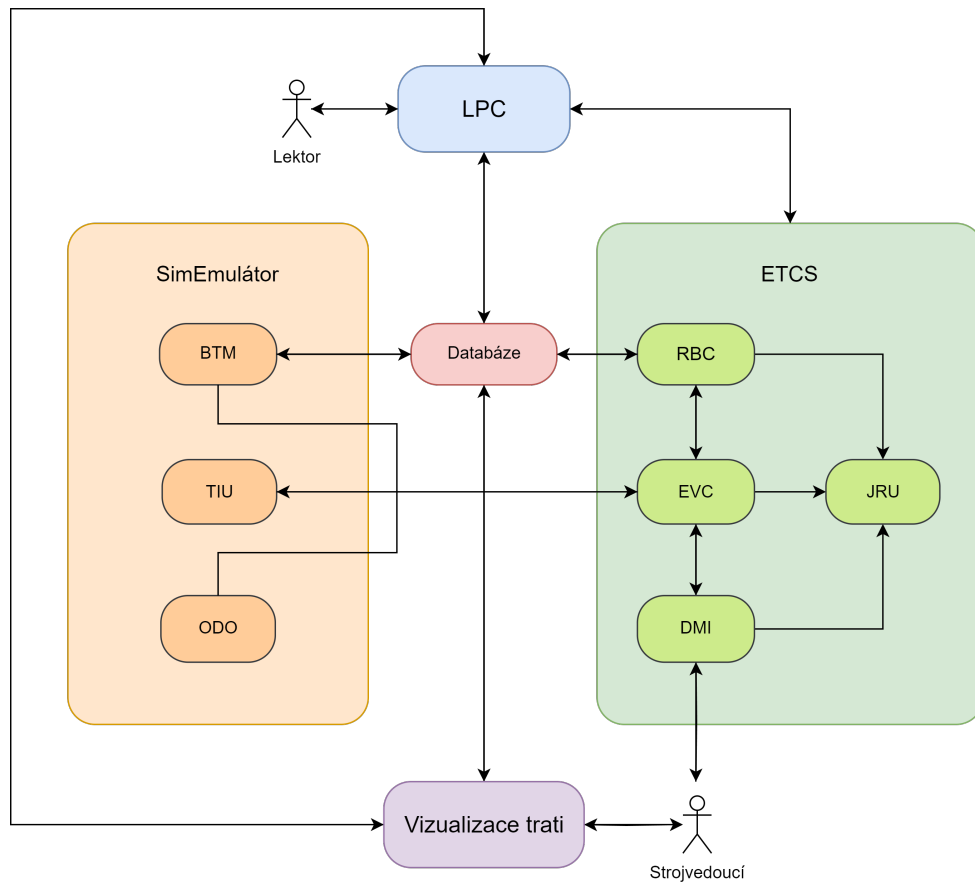 LPC
Lektor
SimEmulátor
ETCS
BTM
Databáze
RBC
TIU
EVC
JRU
ODO
DMI
Vizualizace trati
Strojvedoucí